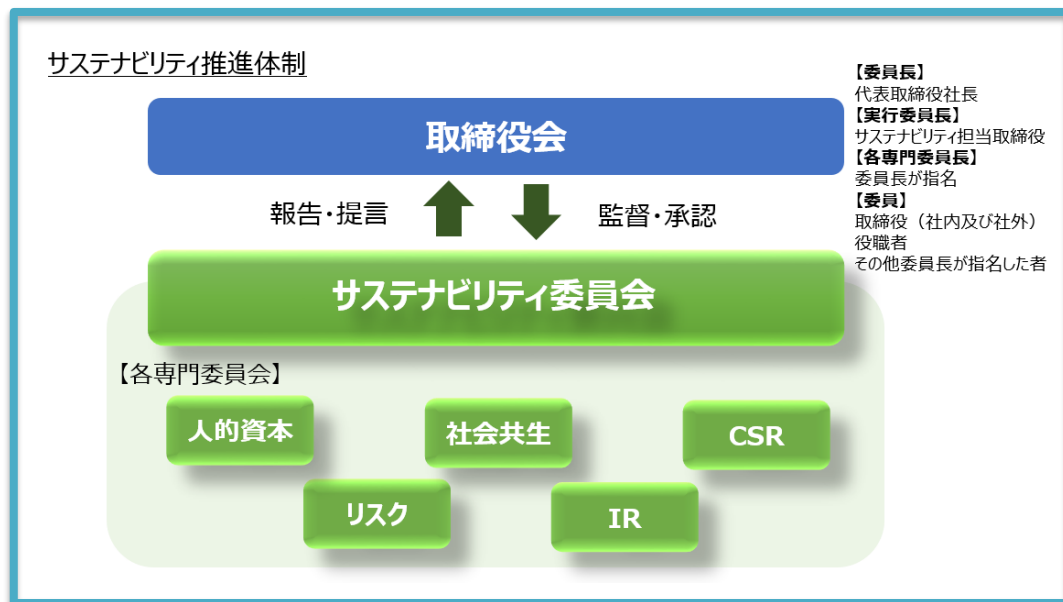 サステナビリティ推進体制
【委員長】
代表取締役社長
【実行委員長】
サステナビリティ担当取締役
【各専門委員長】
委員長が指名
【委員】
取締役（社内及び社外）
役職者
その他委員長が指名した者
取締役会
報告・提言
監督・承認
サステナビリティ委員会
【各専門委員会】
人的資本
社会共生
CSR
リスク
IR